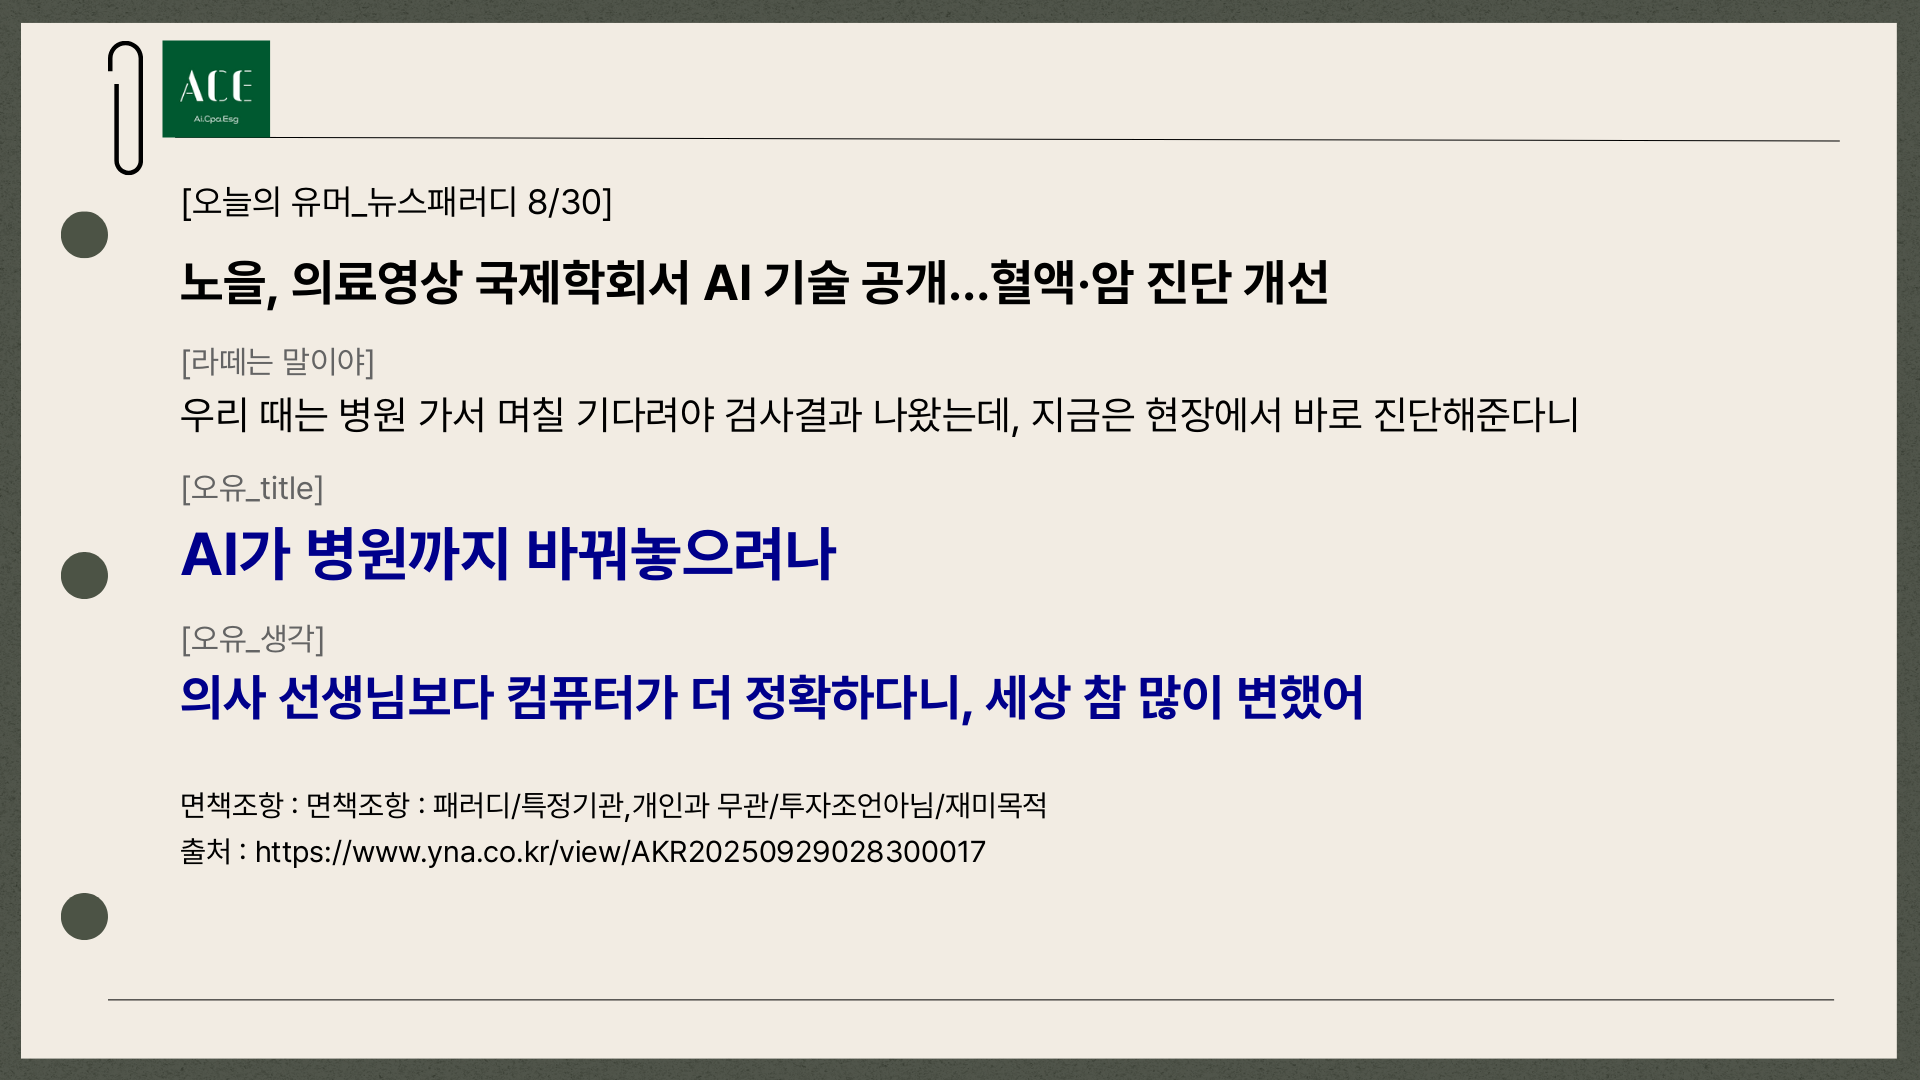 ACE
Ai.Cpa.Esg
[오늘의 유머_뉴스패러디 8/30]
노을, 의료영상 국제학회서 AI 기술 공개...혈액·암 진단 개선
[라떼는 말이야]
우리 때는 병원 가서 며칠 기다려야 검사결과 나왔는데, 지금은 현장에서 바로 진단해준다니
[오유_title]
AI가 병원까지 바꿔놓으려나
[오유_생각]
의사 선생님보다 컴퓨터가 더 정확하다니, 세상 참 많이 변했어
면책조항 : 면책조항 : 패러디/특정기관,개인과 무관/투자조언아님/재미목적
출처 : https://www.yna.co.kr/view/AKR20250929028300017